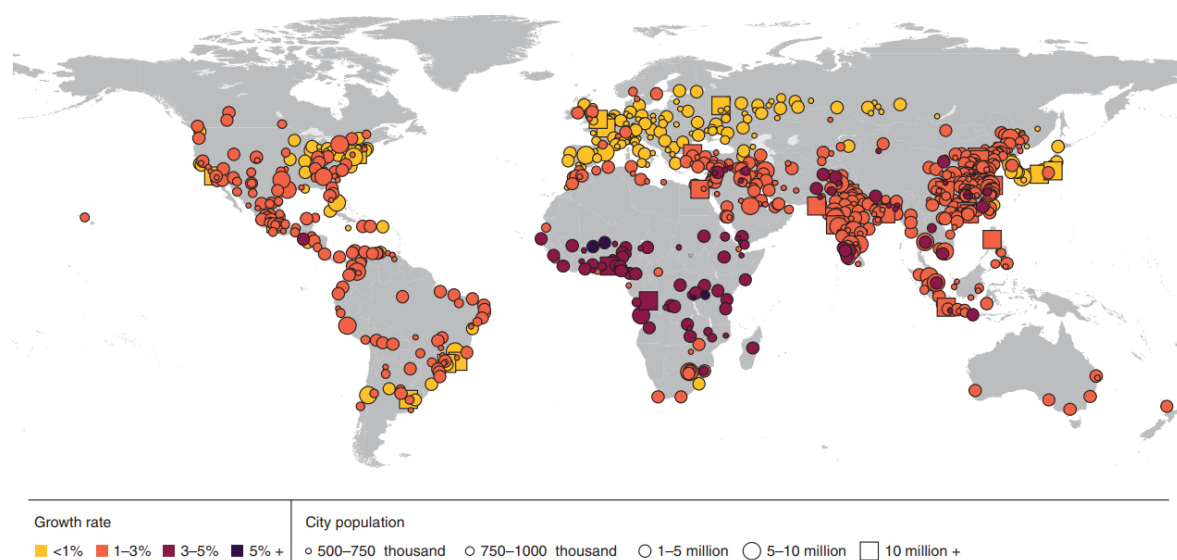 Growth rate
<1% 1–3% 3–5% 5% +
City population
500–750 thousand 750–1000 thousand 1–5 million 5–10 million 10 million +